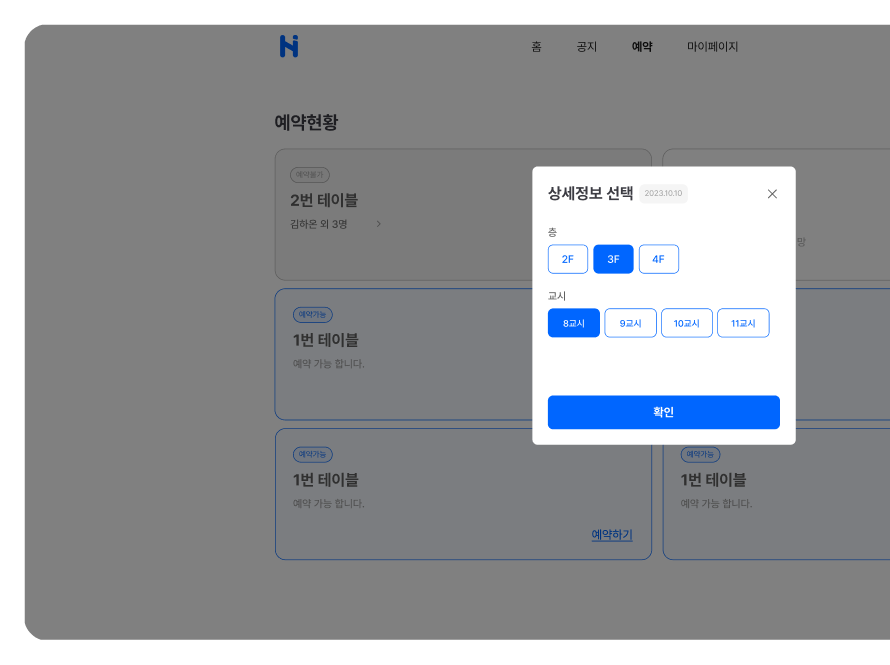 홈 공지 예약 마이페이지
예약현황
예약불가
2번 테이블
김하온 외 3명
상세정보 선택 2023.10.10
층
2F 3F 4F
교시
8교시 9교시 10교시 11교시
확인
망
예약가능
1번 테이블
예약 가능 합니다.
예약가능
1번 테이블
예약 가능 합니다.
예약하기
예약가능
1번 테이블
예약 가능 합니다.